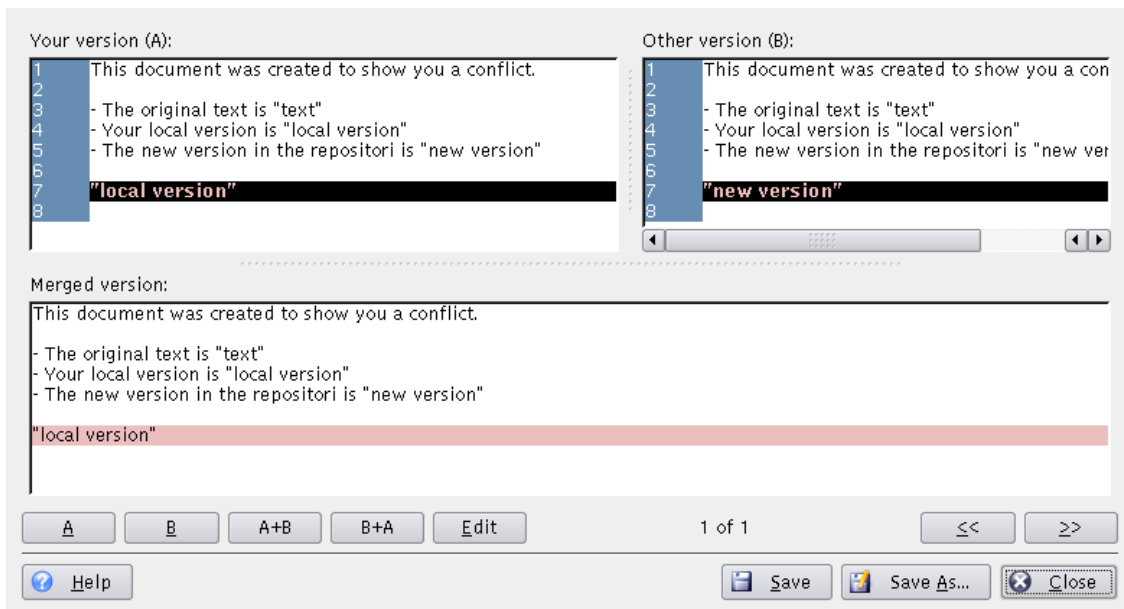 Your version (A):
1 This document was created to show you a conflict.
2
3 - The original text is "text"
4 - Your local version is "local version"
5 - The new version in the repositori is "new version"
6
7 "local version"
8
Other version (B):
1 This document was created to show you a con
2
3 - The original text is "text"
4 - Your local version is "local version"
5 - The new version in the repositori is "new ver
6
7 "new version"
8
Merged version:
This document was created to show you a conflict.
- The original text is "text"
- Your local version is "local version"
- The new version in the repositori is "new version"
"local version"
A B A+B B+A Edit 1 of 1 << >>
Help Save Save As... Close